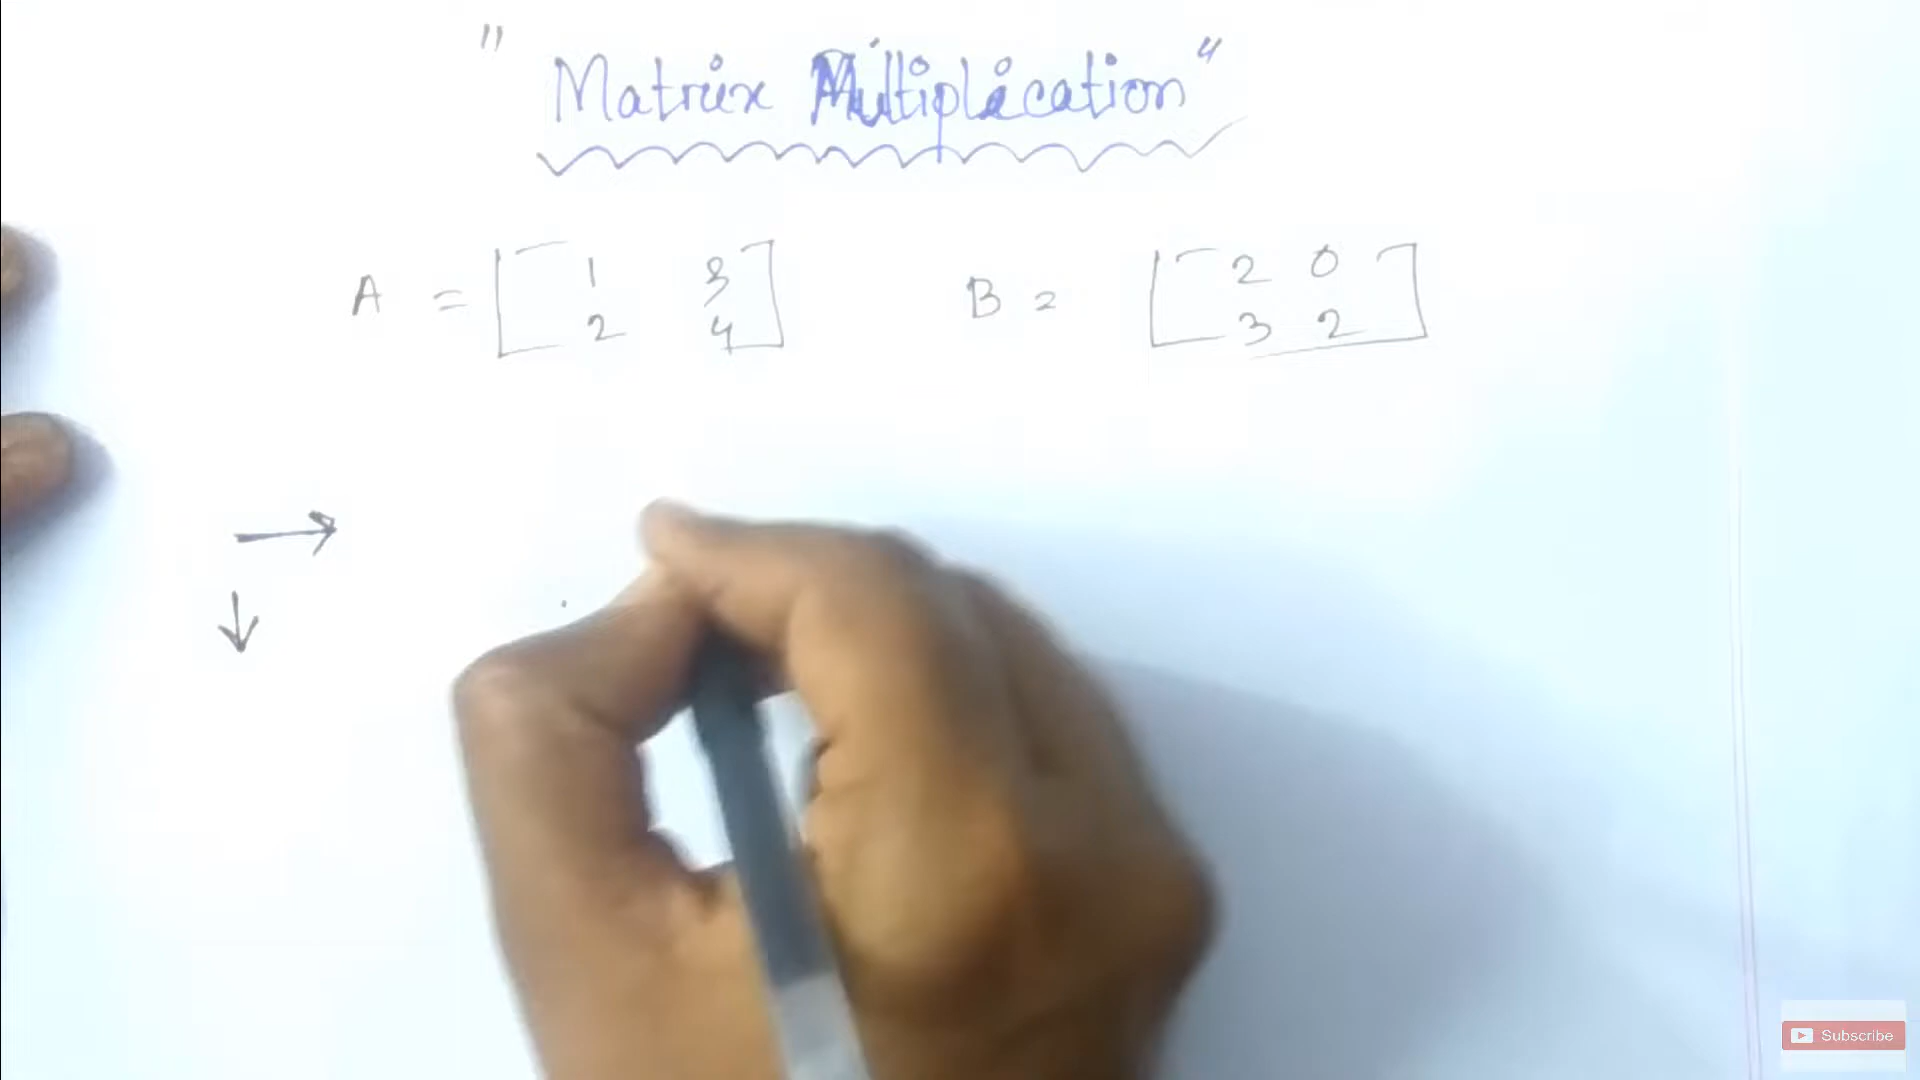 " Matrix Multiplication "
A = [ 1 3 B = [ 2 0 ]
2 4 ] 3 2
Subscribe